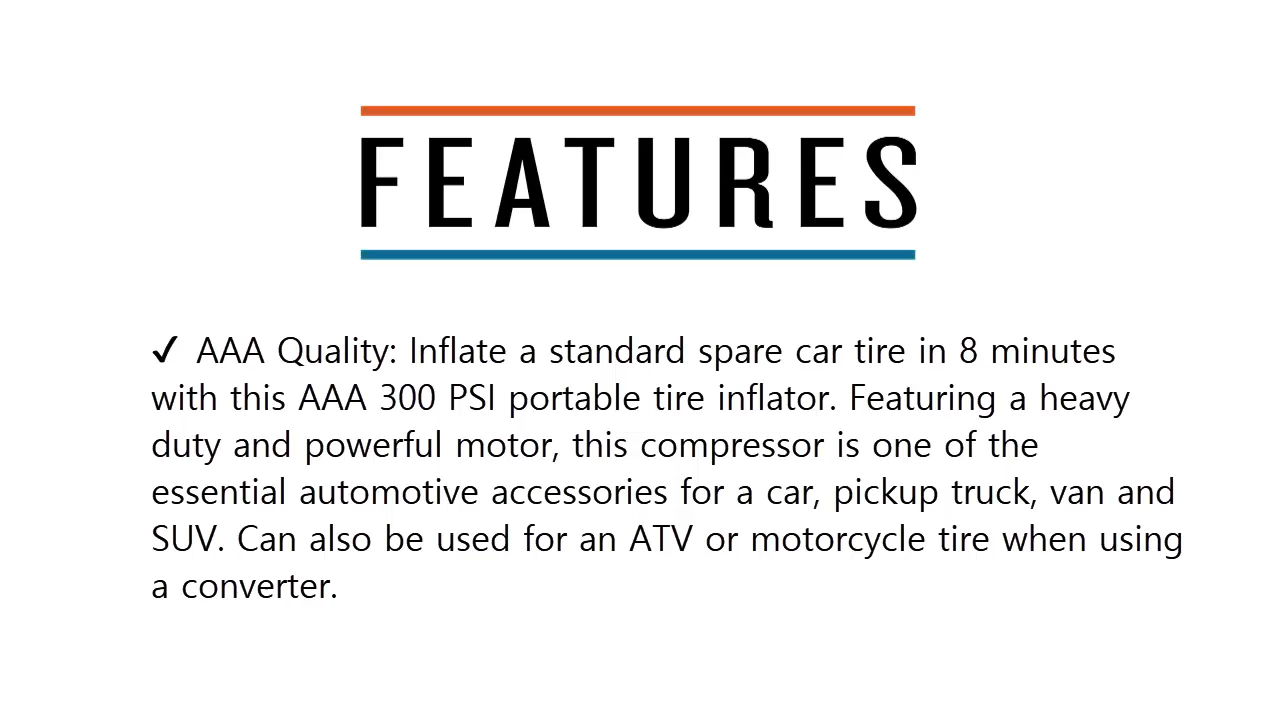 FEATURES
✓ AAA Quality: Inflate a standard spare car tire in 8 minutes
with this AAA 300 PSI portable tire inflator. Featuring a heavy
duty and powerful motor, this compressor is one of the
essential automotive accessories for a car, pickup truck, van and
SUV. Can also be used for an ATV or motorcycle tire when using
a converter.